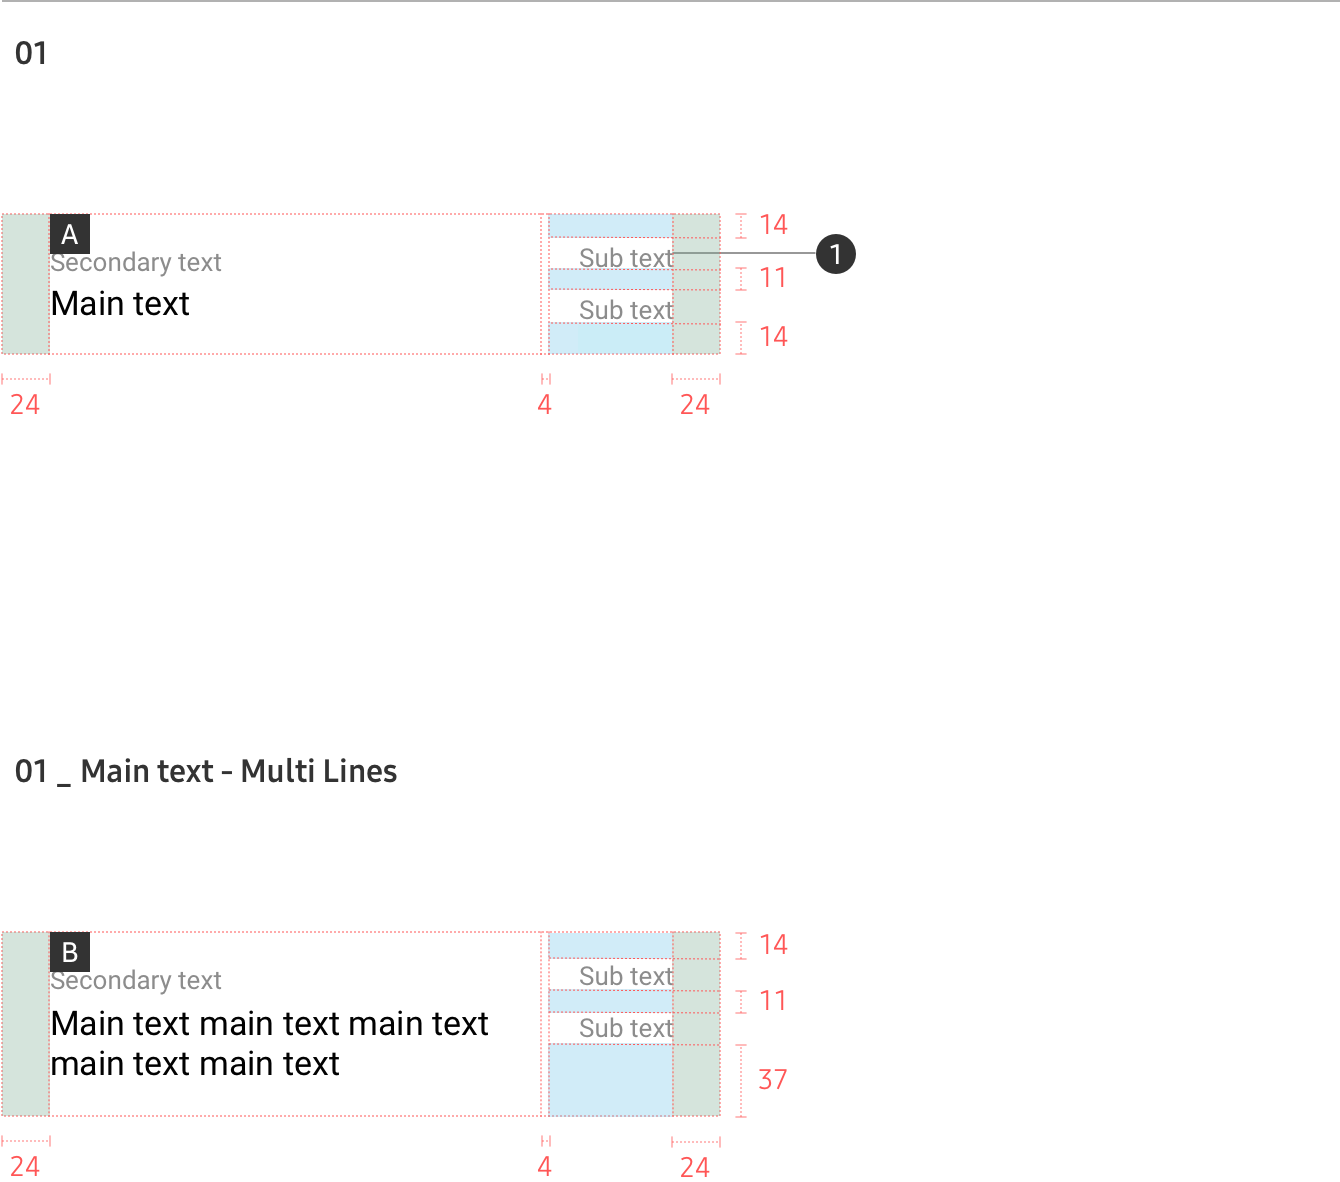 01
A
Secondary text
Main text
Sub text
Sub text
1
14
11
14
24
4
24
01 _ Main text - Multi Lines
B
Secondary text
Main text main text main text
main text main text
Sub text
Sub text
14
11
37
24
4
24